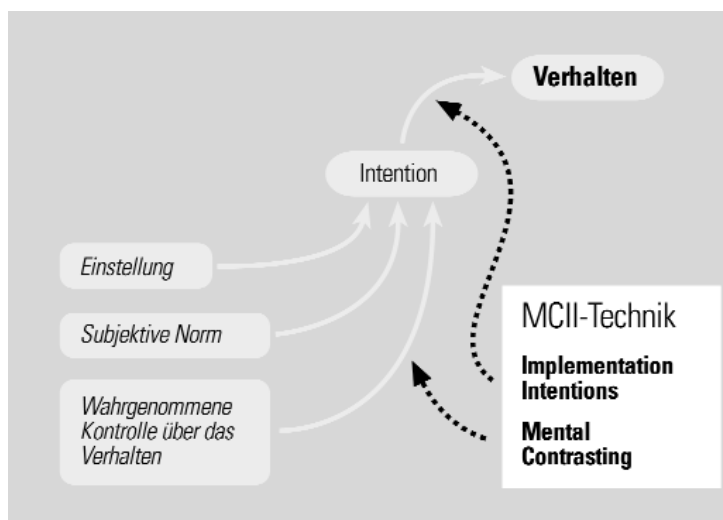 Verhalten
Intention
Einstellung
Subjektive Norm
Wahrgenommene
Kontrolle über das
Verhalten
MCII-Technik
Implementation
Intentions
Mental
Contrasting